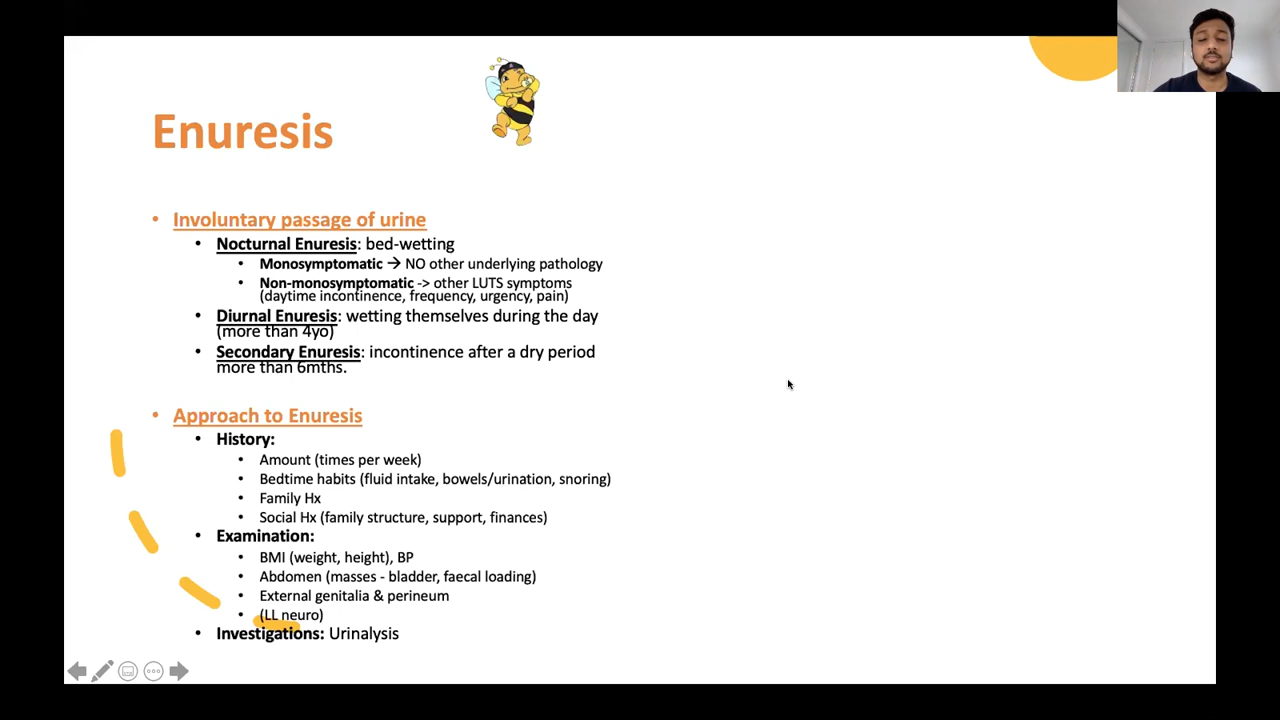 Enuresis
• Involuntary passage of urine
• Nocturnal Enuresis: bed-wetting
• Monosymptomatic → NO other underlying pathology
• Non-monosymptomatic -> other LUTS symptoms
(daytime incontinence, frequency, urgency, pain)
• Diurnal Enuresis: wetting themselves during the day
(more than 4yo)
• Secondary Enuresis: incontinence after a dry period
more than 6mths.
• Approach to Enuresis
• History:
• Amount (times per week)
• Bedtime habits (fluid intake, bowels/urination, snoring)
• Family Hx
• Social Hx (family structure, support, finances)
• Examination:
• BMI (weight, height), BP
• Abdomen (masses - bladder, faecal loading)
• External genitalia & perineum
• (LL neuro)
• Investigations: Urinalysis